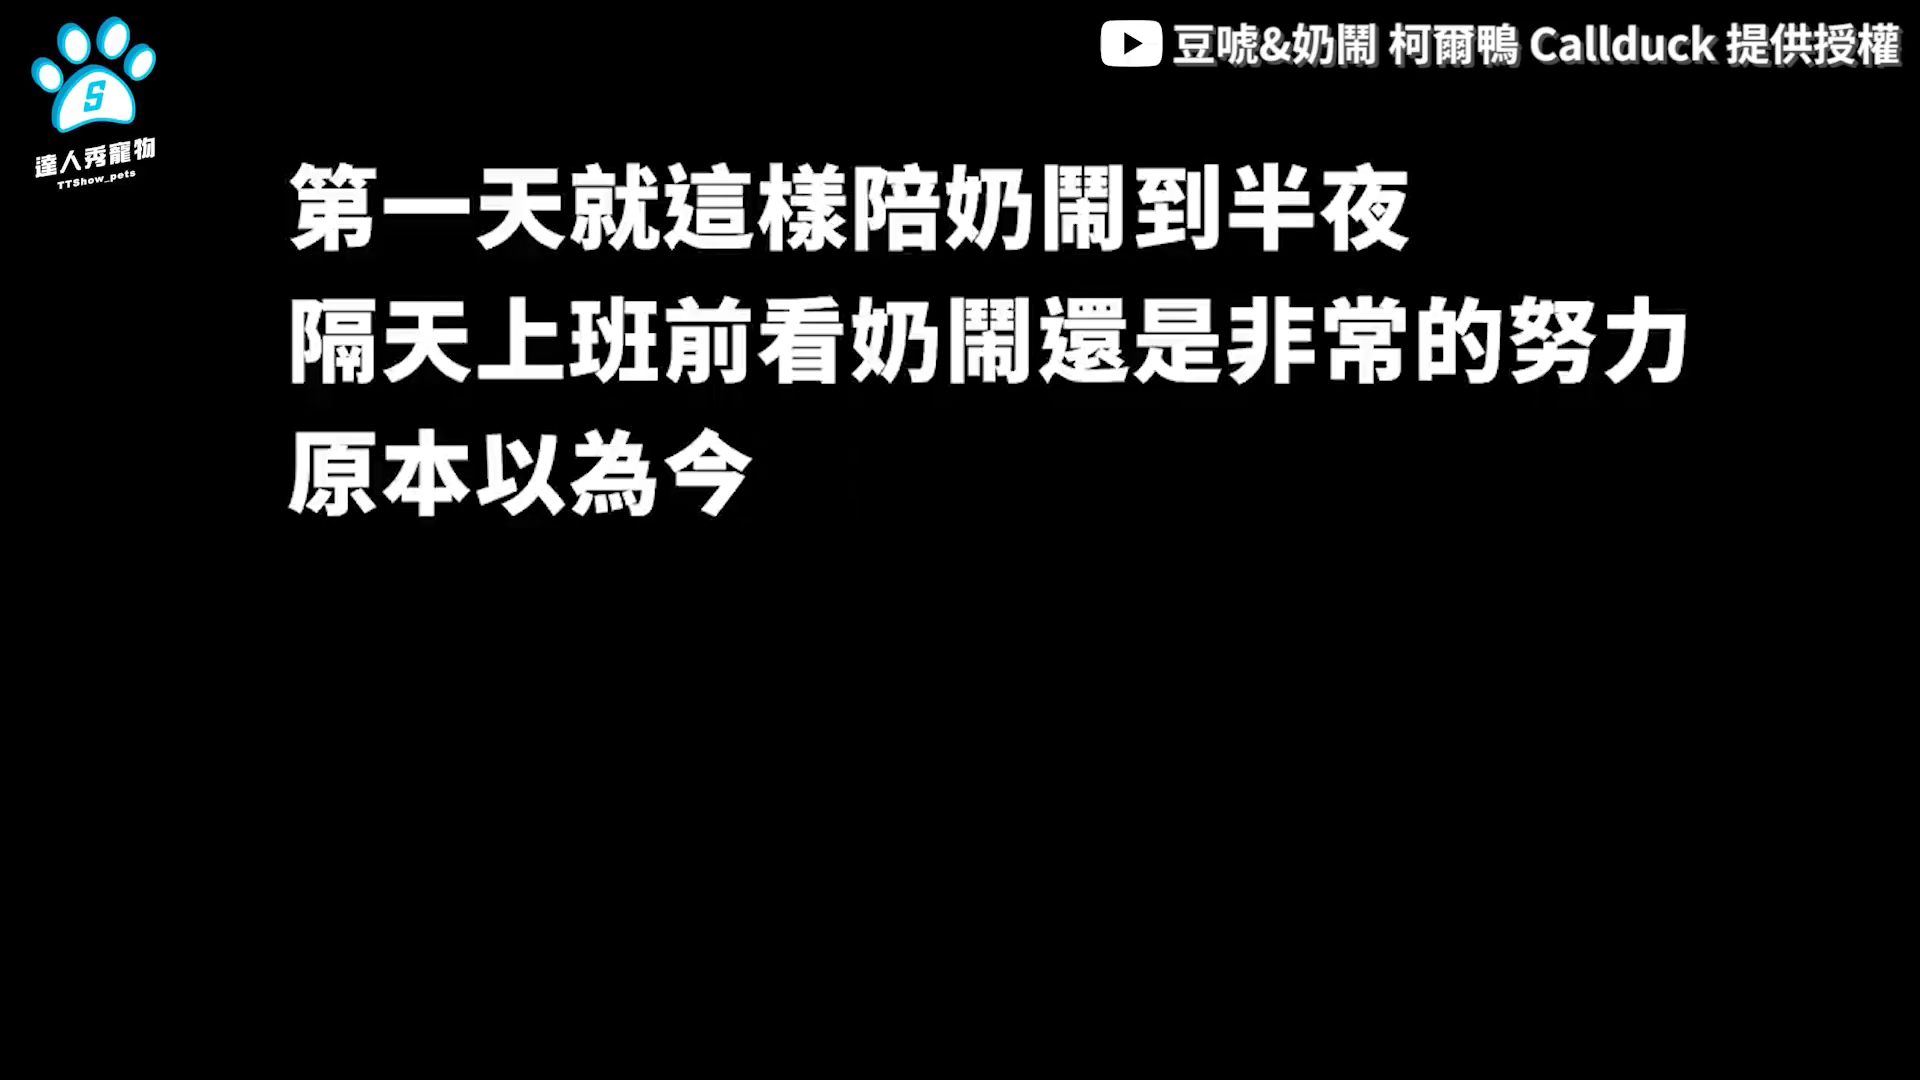 S
達人秀寵物
TTShow_pets
豆唬&奶鬧 柯爾鴨 Callduck 提供授權
第一天就這樣陪奶鬧到半夜
隔天上班前看奶鬧還是非常的努力
原本以為今